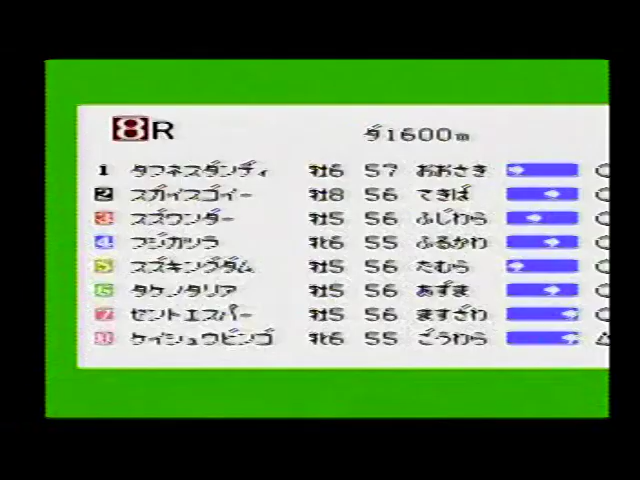 8R ダ1600m
1 タフネスダンディ 牡6 57 おおさき
2 スガイスゴイー 牡8 56 てきば
3 スズワンダー 牡5 56 ふじわら
4 フジカツラ 牝6 55 ふるかわ
5 スズキングダム 牡5 56 たむら
6 タケノタリア 牡5 56 あずま
7 セントエスパー 牡5 56 ますざわ
8 ケイシュウビンゴ 牝6 55 ごうわら